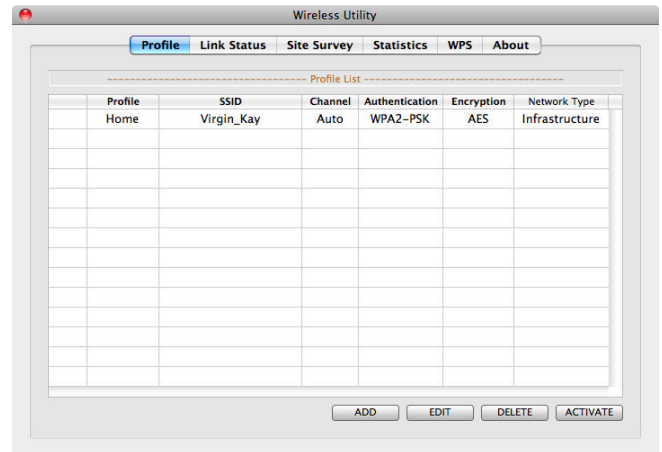 Wireless Utility
Profile Link Status Site Survey Statistics WPS About
Profile List
Profile SSID Channel Authentication Encryption Network Type
Home Virgin_Kay Auto WPA2-PSK AES Infrastructure
ADD EDIT DELETE ACTIVATE